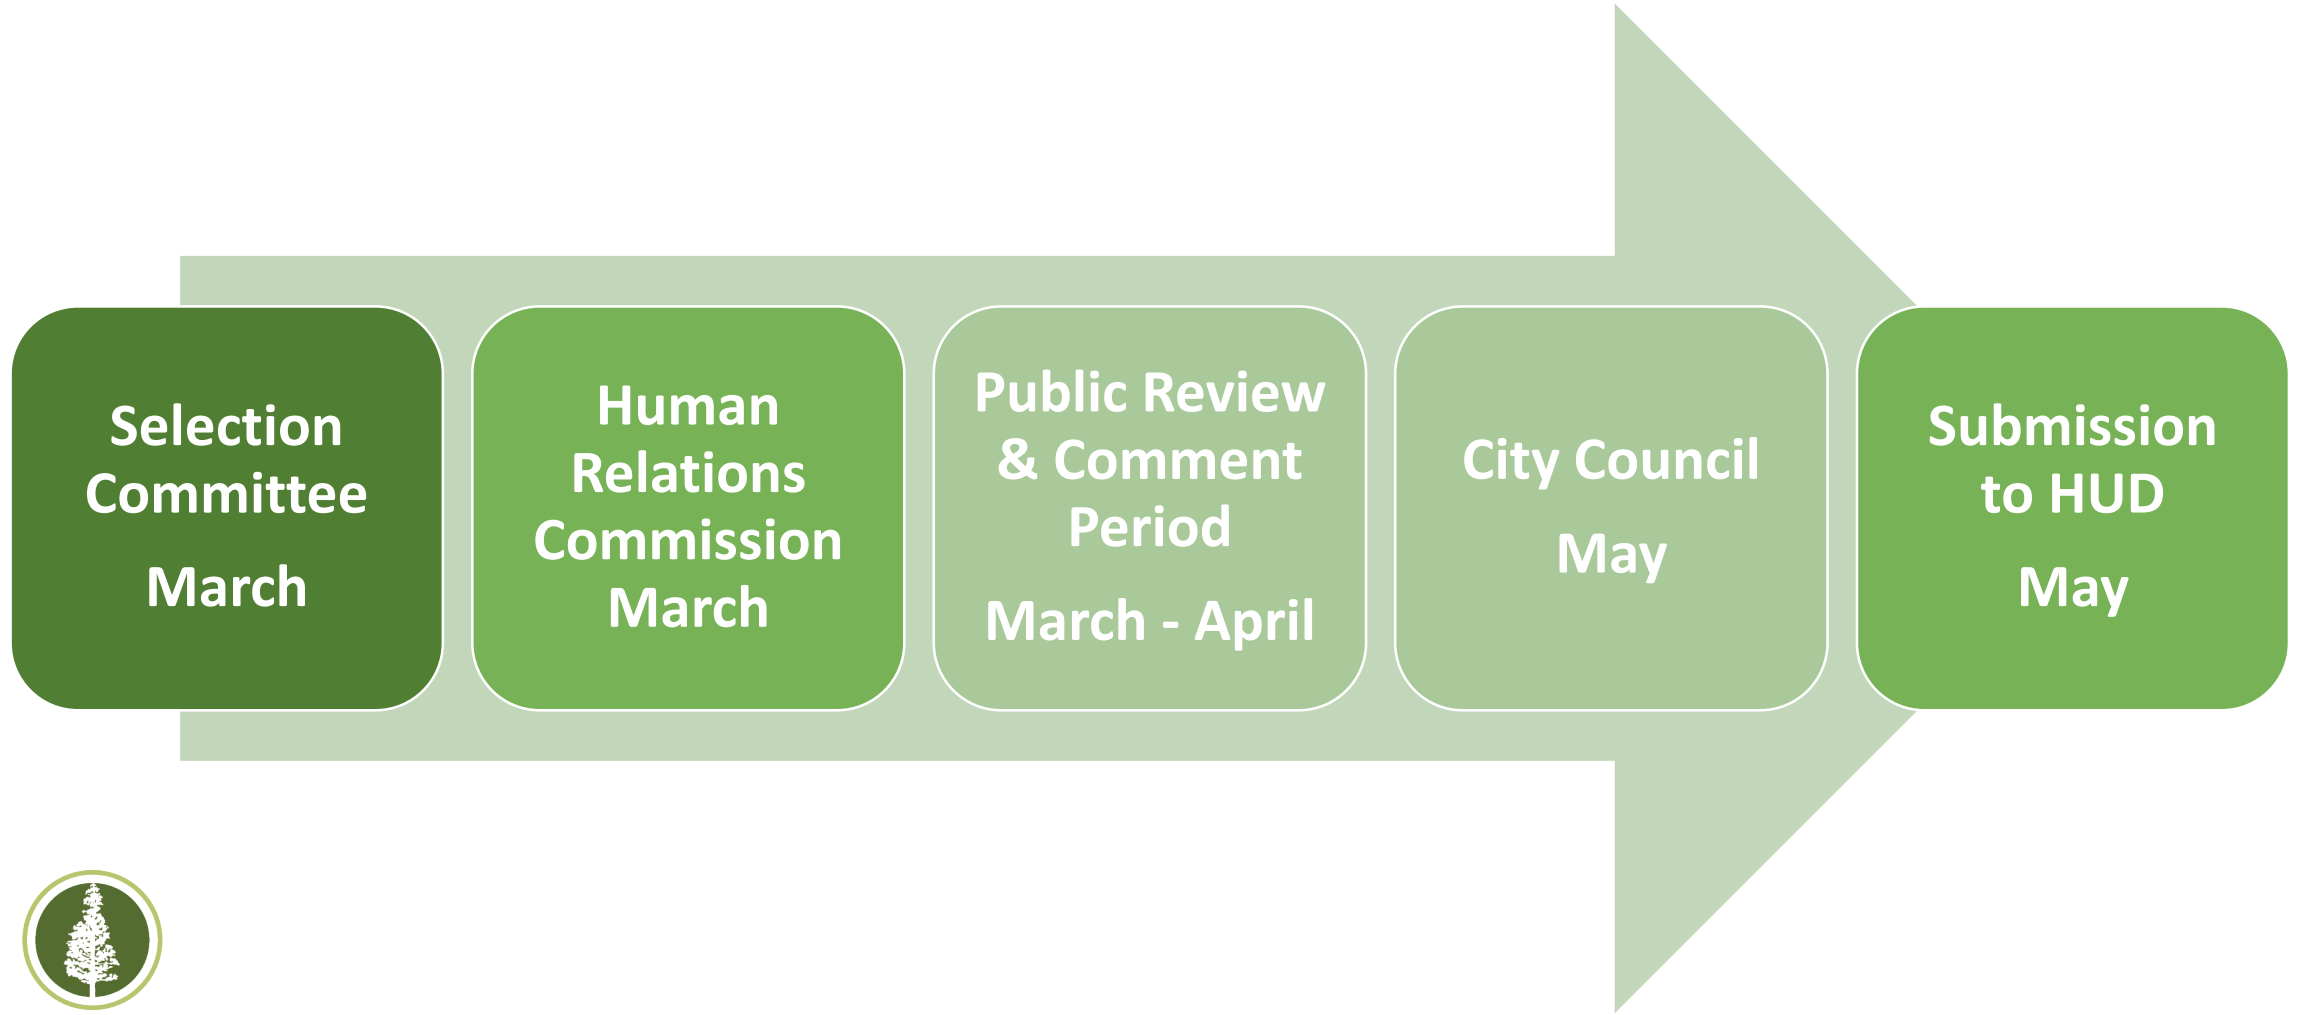 Selection
Committee
March
Human
Relations
Commission
March
Public Review
& Comment
Period
March - April
City Council
May
Submission
to HUD
May